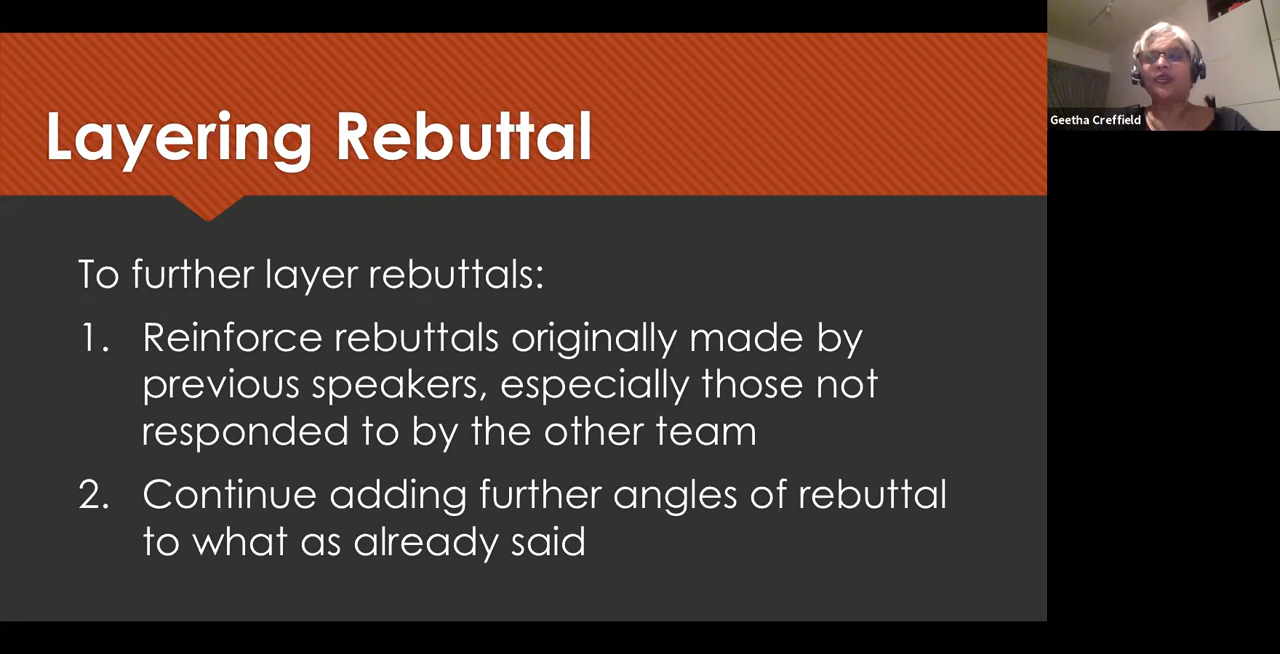 Layering Rebuttal
Geetha Creffield
To further layer rebuttals:
1. Reinforce rebuttals originally made by
previous speakers, especially those not
responded to by the other team
2. Continue adding further angles of rebuttal
to what as already said